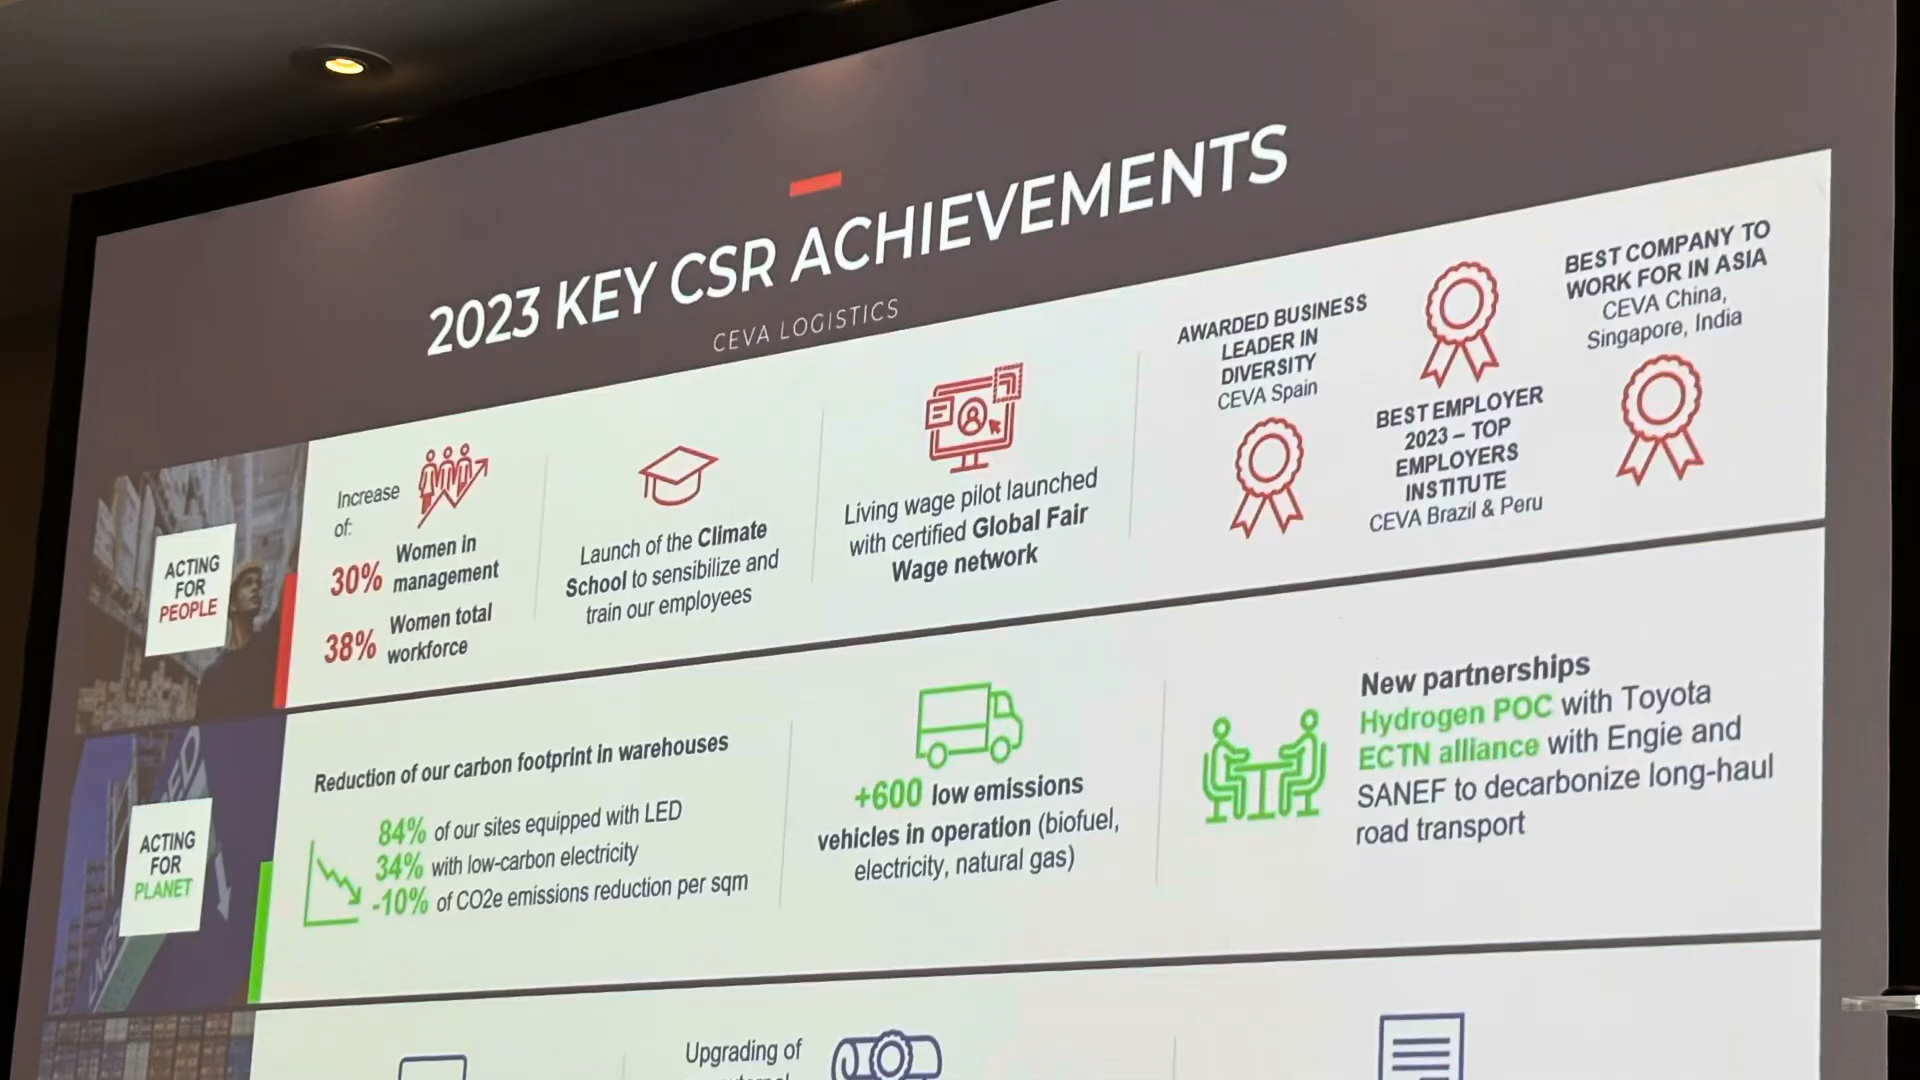 2023 KEY CSR ACHIEVEMENTS
CEVA LOGISTICS
ACTING
FOR
PEOPLE
Increase
of:
30% Women in
management
38% Women total
workforce
Launch of the Climate
School to sensibilize and
train our employees
Living wage pilot launched
with certified Global Fair
Wage network
AWARDED BUSINESS
LEADER IN
DIVERSITY
CEVA Spain
BEST EMPLOYER
2023 – TOP
EMPLOYERS
INSTITUTE
CEVA Brazil & Peru
BEST COMPANY TO
WORK FOR IN ASIA
CEVA China,
Singapore, India
ACTING
FOR
PLANET
Reduction of our carbon footprint in warehouses
84% of our sites equipped with LED
34% with low-carbon electricity
-10% of CO2e emissions reduction per sqm
+600 low emissions
vehicles in operation (biofuel,
electricity, natural gas)
New partnerships
Hydrogen POC with Toyota
ECTN alliance with Engie and
SANEF to decarbonize long-haul
road transport
Upgrading of